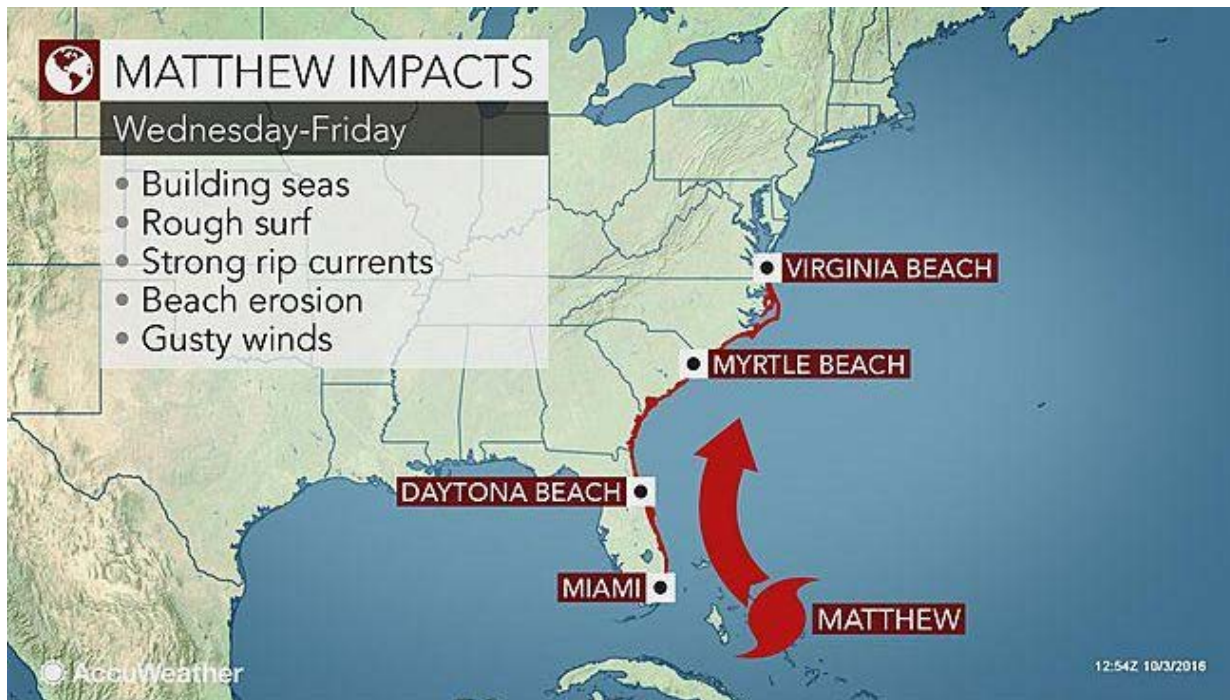 MATTHEW IMPACTS
Wednesday-Friday
• Building seas
• Rough surf
• Strong rip currents
• Beach erosion
• Gusty winds
VIRGINIA BEACH
MYRTLE BEACH
DAYTONA BEACH
MIAMI
MATTHEW
AccuWeather
12:54Z 10/3/2016